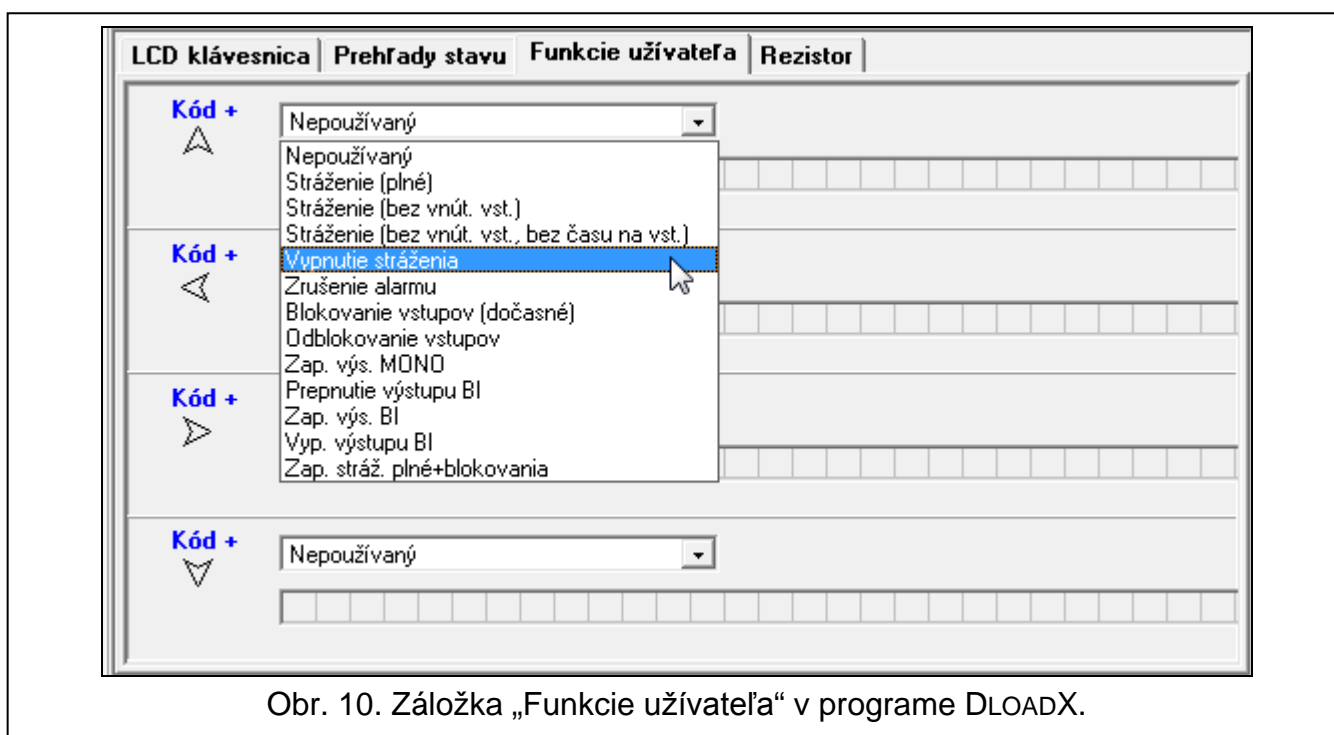 LCD klávesnica Prehľady stavu Funkcie užívateľa Rezistor
Kód +
Nepoužívaný
Nepoužívaný
Stráženie (plné)
Stráženie (bez vnút. vst.)
Stráženie (bez vnút. vst., bez času na vst.)
Kód +
Vypnutie stráženia
Zrušenie alarmu
Blokovanie vstupov (dočasné)
Odblokovanie vstupov
Zap. výs. MONO
Kód +
Prepnutie výstupu BI
Zap. výs. BI
Vyp. výstupu BI
Zap. stráž. plné+blokovania
Kód +
Nepoužívaný
Obr. 10. Záložka „Funkcie užívateľa“ v programe DLOADX.